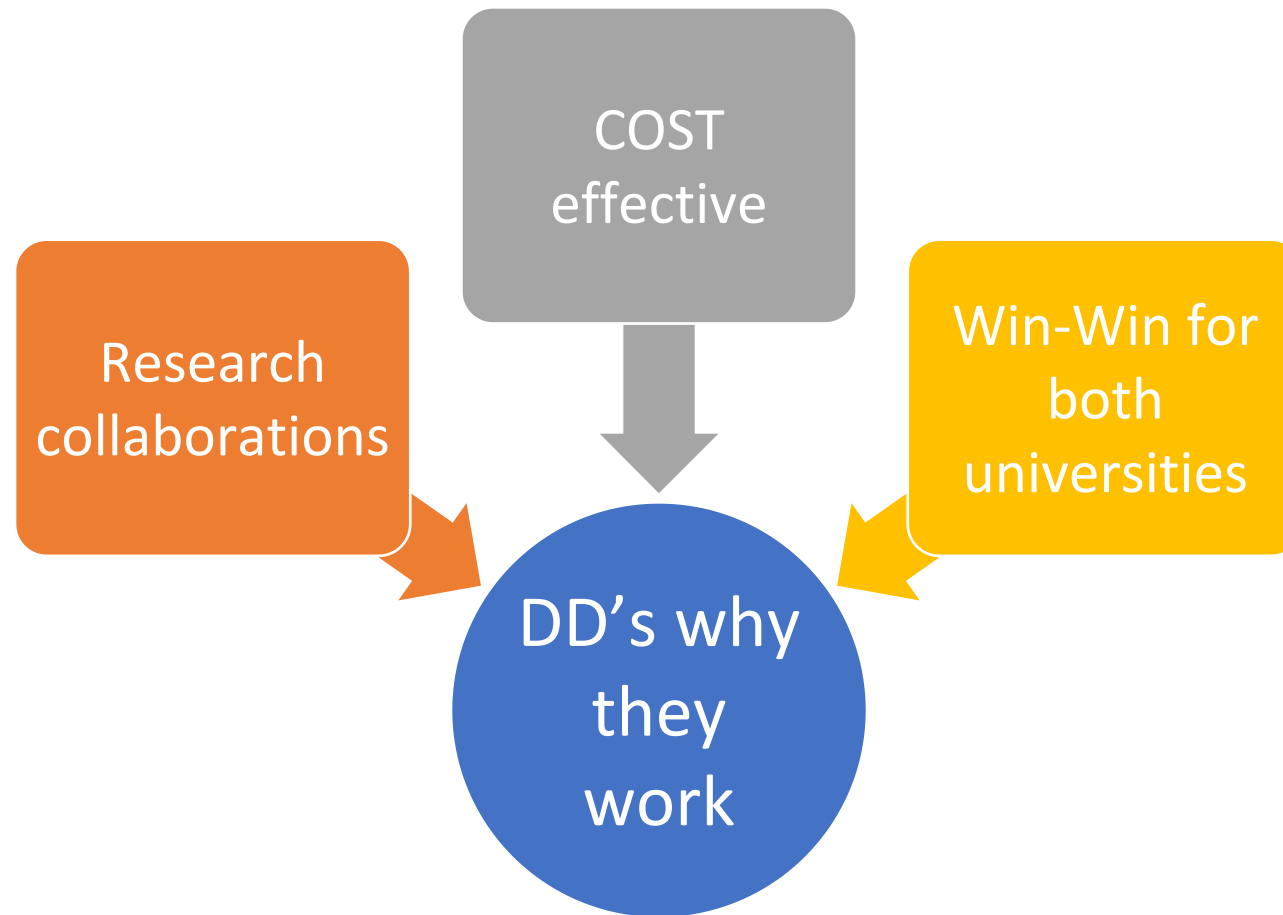 COST
effective
Research
collaborations
Win-Win for
both
universities
DD’s why
they
work